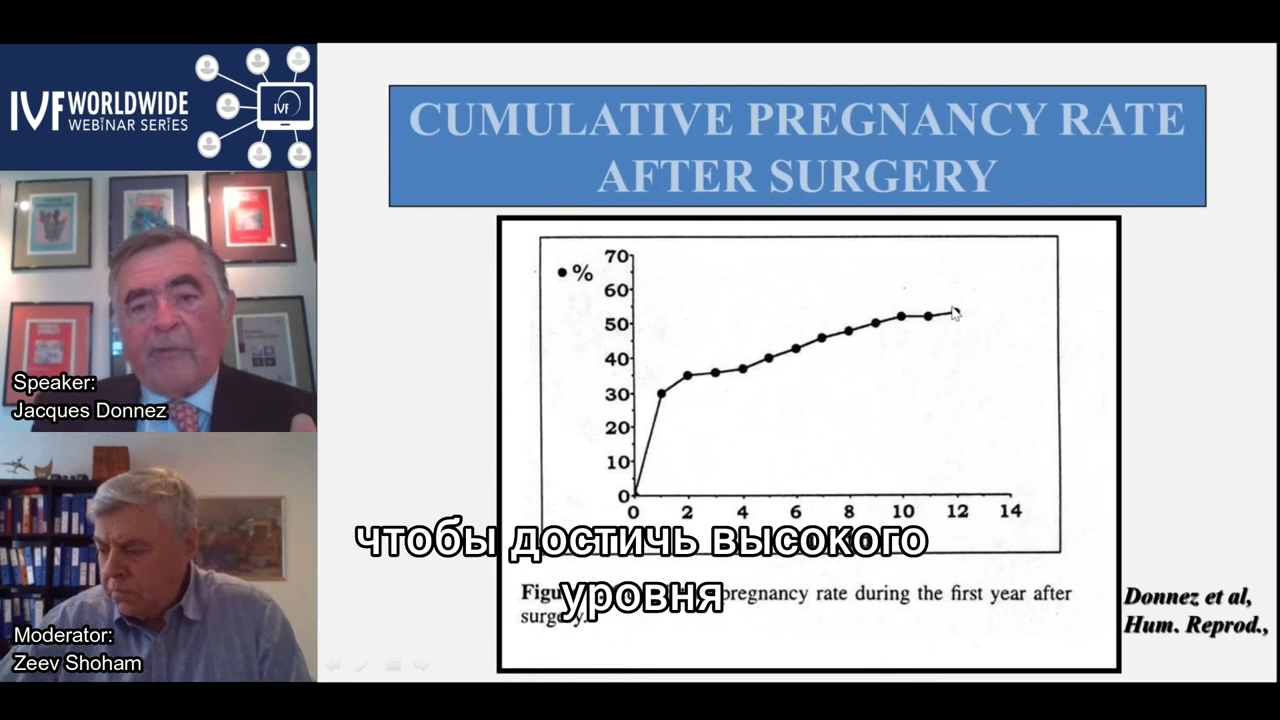 IVF WORLDWIDE
WEBINAR SERIES
IVF
Speaker:
Jacques Donnez
Moderator:
Zeev Shoham
CUMULATIVE PREGNANCY RATE
AFTER SURGERY
%
70
60
50
40
30
20
10
0
0 2 4 6 8 10 12 14
чтобы достичь высокого
уровня
pregnancy rate during the first year after
surgery.
Donnez et al,
Hum. Reprod.,